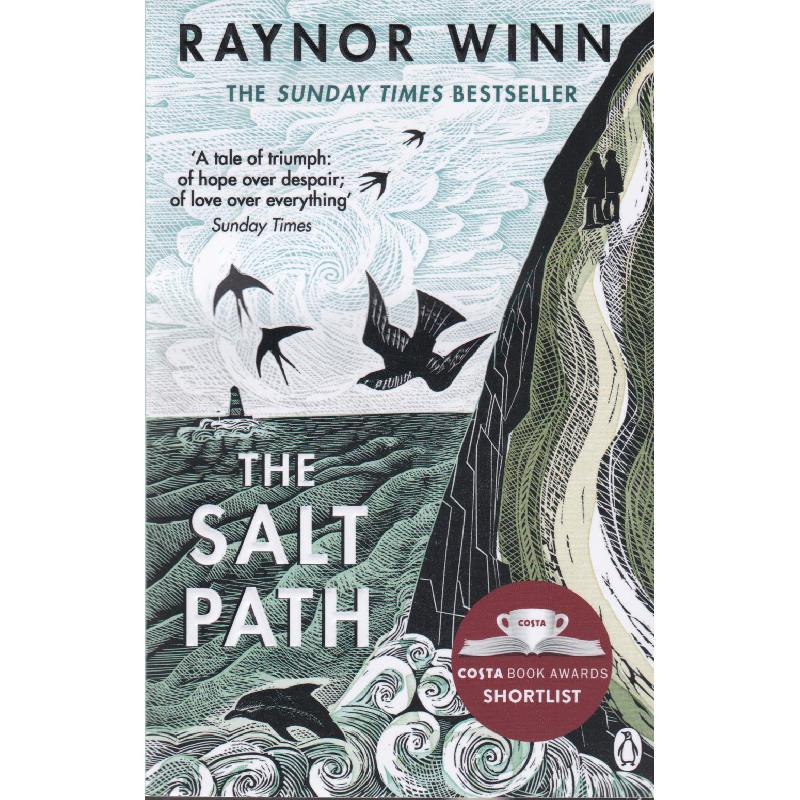 RAYNOR WINN
THE SUNDAY TIMES BESTSELLER
‘A tale of triumph:
of hope over despair;
of love over everything’
Sunday Times
THE
SALT
PATH
COSTA
COSTA BOOK AWARDS
SHORTLIST